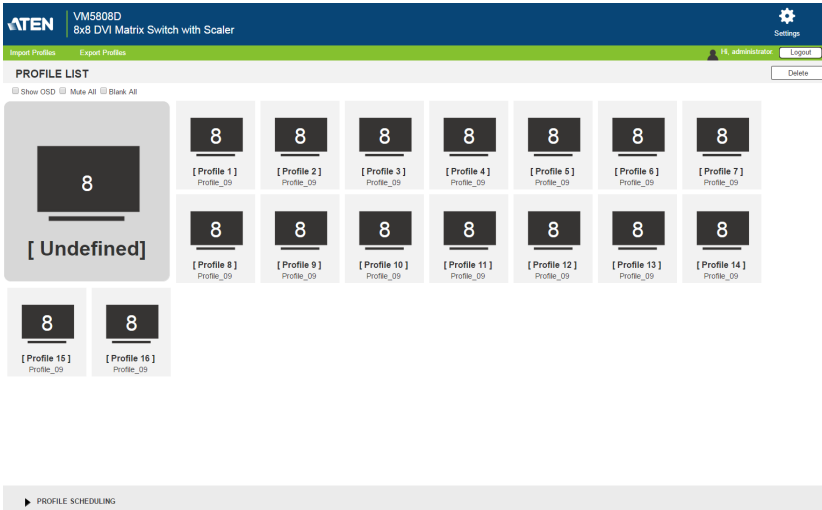 ATEN
VM5808D
8x8 DVI Matrix Switch with Scaler
Settings
Import Profiles Export Profiles
Hi, administrator Logout
PROFILE LIST
Delete
Show OSD Mute All Blank All
8
[ Undefined]
8 8 8 8 8 8 8
[ Profile 1 ] [ Profile 2 ] [ Profile 3 ] [ Profile 4 ] [ Profile 5 ] [ Profile 6 ] [ Profile 7 ]
Profile_09 Profile_09 Profile_09 Profile_09 Profile_09 Profile_09 Profile_09
8 8 8 8 8 8 8
[ Profile 8 ] [ Profile 9 ] [ Profile 10 ] [ Profile 11 ] [ Profile 12 ] [ Profile 13 ] [ Profile 14 ]
Profile_09 Profile_09 Profile_09 Profile_09 Profile_09 Profile_09 Profile_09
8 8
[ Profile 15 ] [ Profile 16 ]
Profile_09 Profile_09
PROFILE SCHEDULING